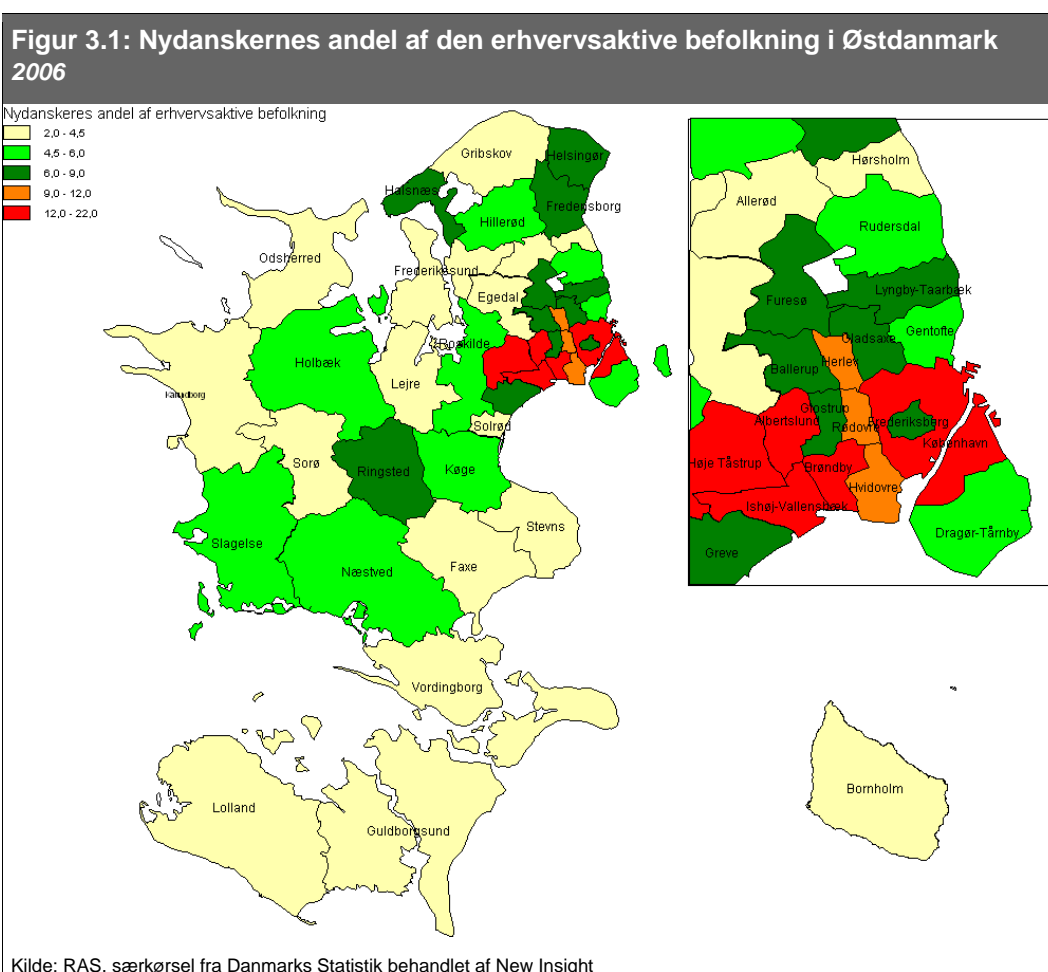 Figur 3.1: Nydanskernes andel af den erhvervsaktive befolkning i Østdanmark
2006
Nydanskeres andel af erhvervsaktive befolkning
2,0 - 4,5
4,5 - 6,0
6,0 - 9,0
9,0 - 12,0
12,0 - 22,0
Gribskov
Helsingør
Halsnæs
Fredensborg
Hillerød
Odsherred
Frederikssund
Egedal
Roskilde
Holbæk
Lejre
Kalundborg
Solrød
Sorø
Ringsted
Køge
Stevns
Slagelse
Næstved
Faxe
Vordingborg
Lolland
Guldborgsund
Bornholm
Hørsholm
Allerød
Rudersdal
Lyngby-Taarbæk
Furesø
Gentofte
Gladsaxe
Herlev
Ballerup
Glostrup
Albertslund
Rødovre
Frederiksberg
København
Høje Tåstrup
Brøndby
Hvidovre
Ishøj-Vallensbæk
Dragør-Tårnby
Greve
Kilde: RAS, særkørsel fra Danmarks Statistik behandlet af New Insight